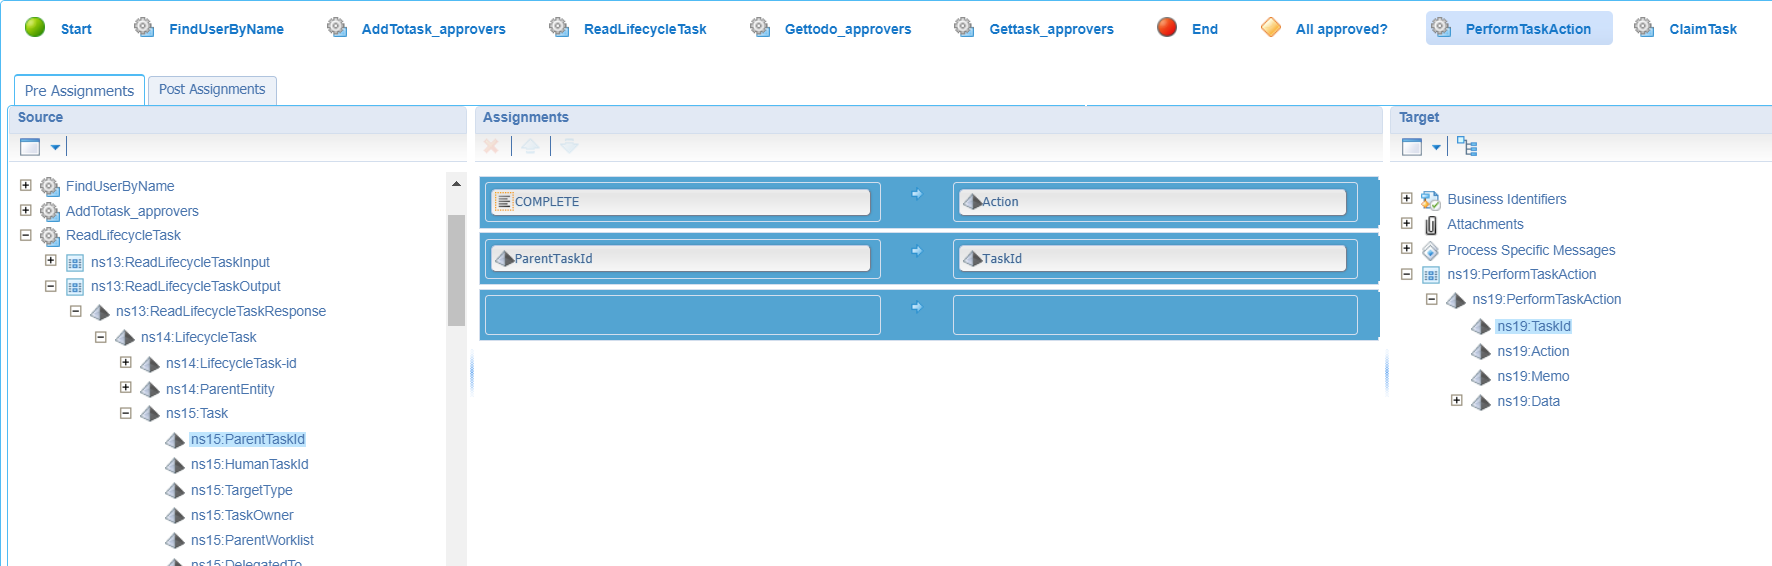 Start FindUserByName AddTotask_approvers ReadLifecycleTask Gettodo_approvers Gettask_approvers End All approved? PerformTaskAction ClaimTask
Pre Assignments Post Assignments
Source
FindUserByName
AddTotask_approvers
ReadLifecycleTask
ns13:ReadLifecycleTaskInput
ns13:ReadLifecycleTaskOutput
ns13:ReadLifecycleTaskResponse
ns14:LifecycleTask
ns14:LifecycleTask-id
ns14:ParentEntity
ns15:Task
ns15:ParentTaskId
ns15:HumanTaskId
ns15:TargetType
ns15:TaskOwner
ns15:ParentWorklist
ns15:DelegatedTo
Assignments
COMPLETE Action
ParentTaskId TaskId
Target
Business Identifiers
Attachments
Process Specific Messages
ns19:PerformTaskAction
ns19:PerformTaskAction
ns19:TaskId
ns19:Action
ns19:Memo
ns19:Data